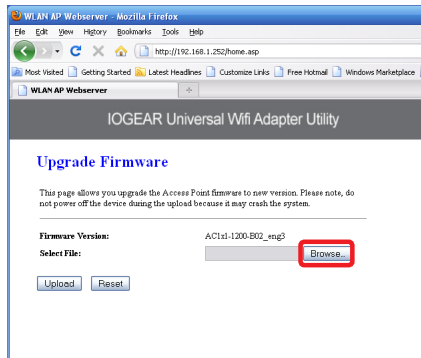 WLAN AP Webserver - Mozilla Firefox
File Edit View History Bookmarks Tools Help
http://192.168.1.252/home.asp
Most Visited Getting Started Latest Headlines Customize Links Free Hotmail Windows Marketplace
WLAN AP Webserver
IOGEAR Universal Wifi Adapter Utility
Upgrade Firmware
This page allows you upgrade the Access Point firmware to new version. Please note, do
not power off the device during the upload because it may crash the system.
Firmware Version: AC1x1-1200-B02_eng3
Select File: Browse..
Upload Reset